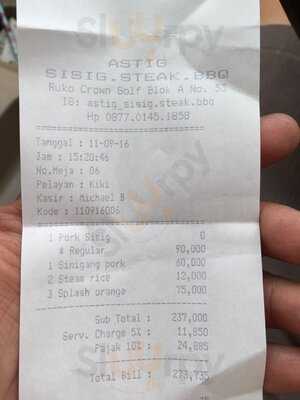 ASTIG
SISIG.STEAK.BBQ
Ruko Crown Golf Blok A No. 53
IG: astig_sisig.steak.bbq
Hp 0877.0145.1858
Tanggal : 11-09-16
Jam : 15:20:46
No.Meja : 06
Pelayan : Kiki
Kasir : Michael B
Kode : 110916006
1 Pork Sisig 0
# Regular 90,000
1 Sinigang pork 60,000
2 Steam rice 12,000
3 Splash orange 75,000
Sub Total : 237,000
Serv. Charge 5% : 11,850
Pajak 10% : 24,885
Total Bill : 273,735